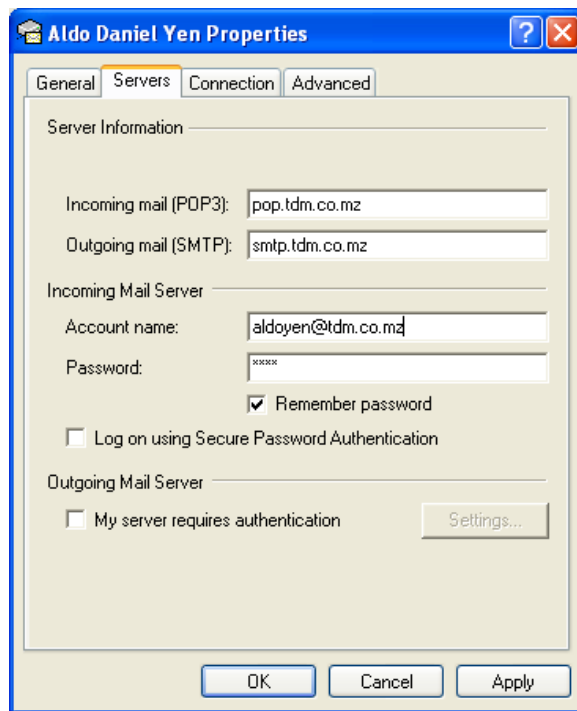 Aldo Daniel Yen Properties
General Servers Connection Advanced
Server Information
Incoming mail (POP3): pop.tdm.co.mz
Outgoing mail (SMTP): smtp.tdm.co.mz
Incoming Mail Server
Account name: aldoyen@tdm.co.mz
Password: ****
Remember password
Log on using Secure Password Authentication
Outgoing Mail Server
My server requires authentication Settings...
OK Cancel Apply